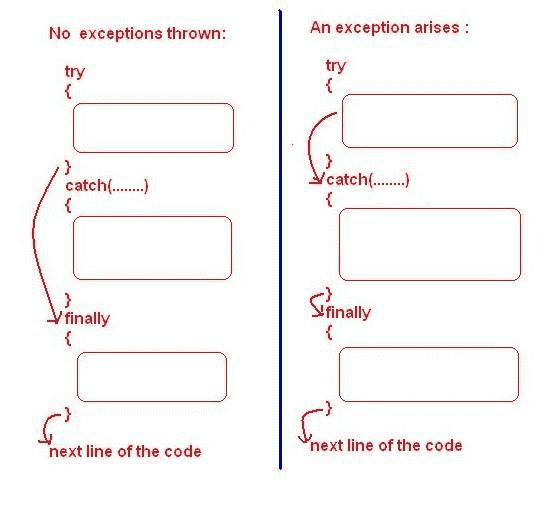 No exceptions thrown:
try
{
}
catch(........)
{
}
finally
{
}
next line of the code
An exception arises :
try
{
}
catch(........)
{
}
finally
{
}
next line of the code